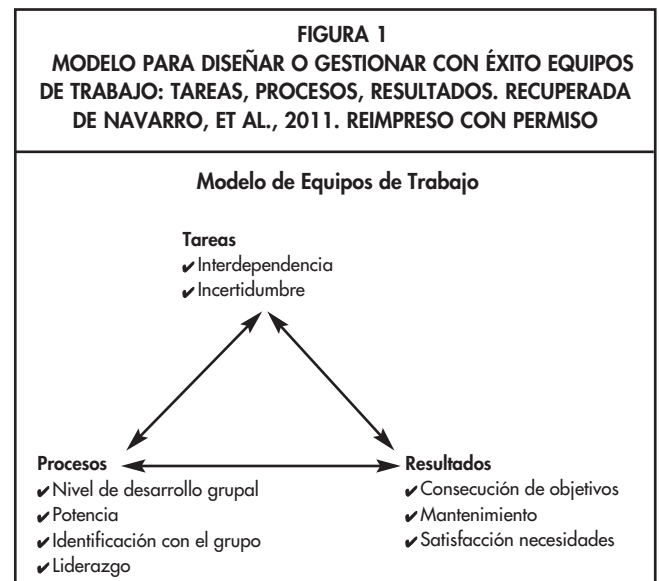 FIGURA 1
MODELO PARA DISEÑAR O GESTIONAR CON ÉXITO EQUIPOS
DE TRABAJO: TAREAS, PROCESOS, RESULTADOS. RECUPERADA
DE NAVARRO, ET AL., 2011. REIMPRESO CON PERMISO
Modelo de Equipos de Trabajo
Tareas
✔Interdependencia
✔Incertidumbre
Procesos
✔Nivel de desarrollo grupal
✔Potencia
✔Identificación con el grupo
✔Liderazgo
Resultados
✔Consecución de objetivos
✔Mantenimiento
✔Satisfacción necesidades